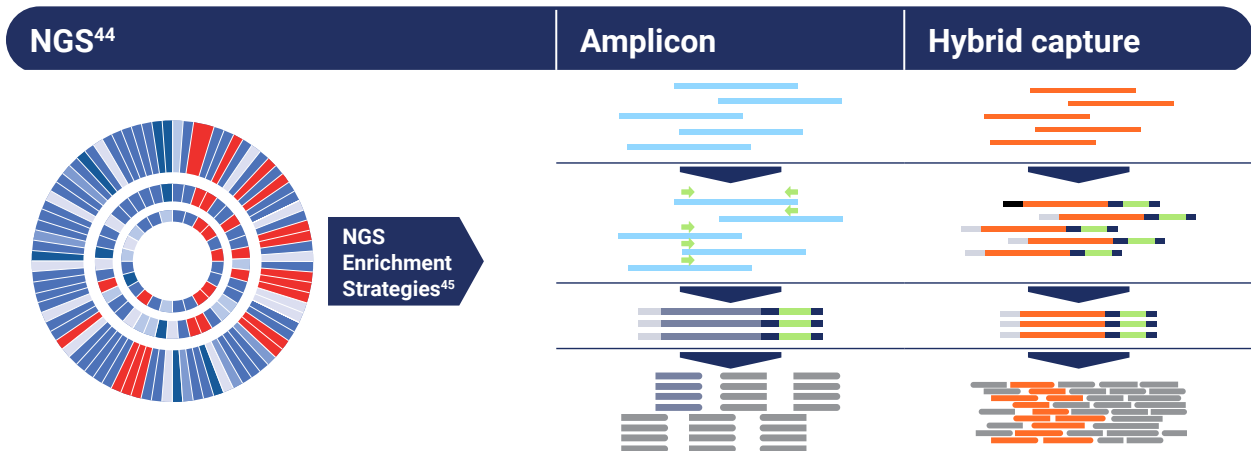 NGS44
Amplicon
Hybrid capture
NGS
Enrichment
Strategies45